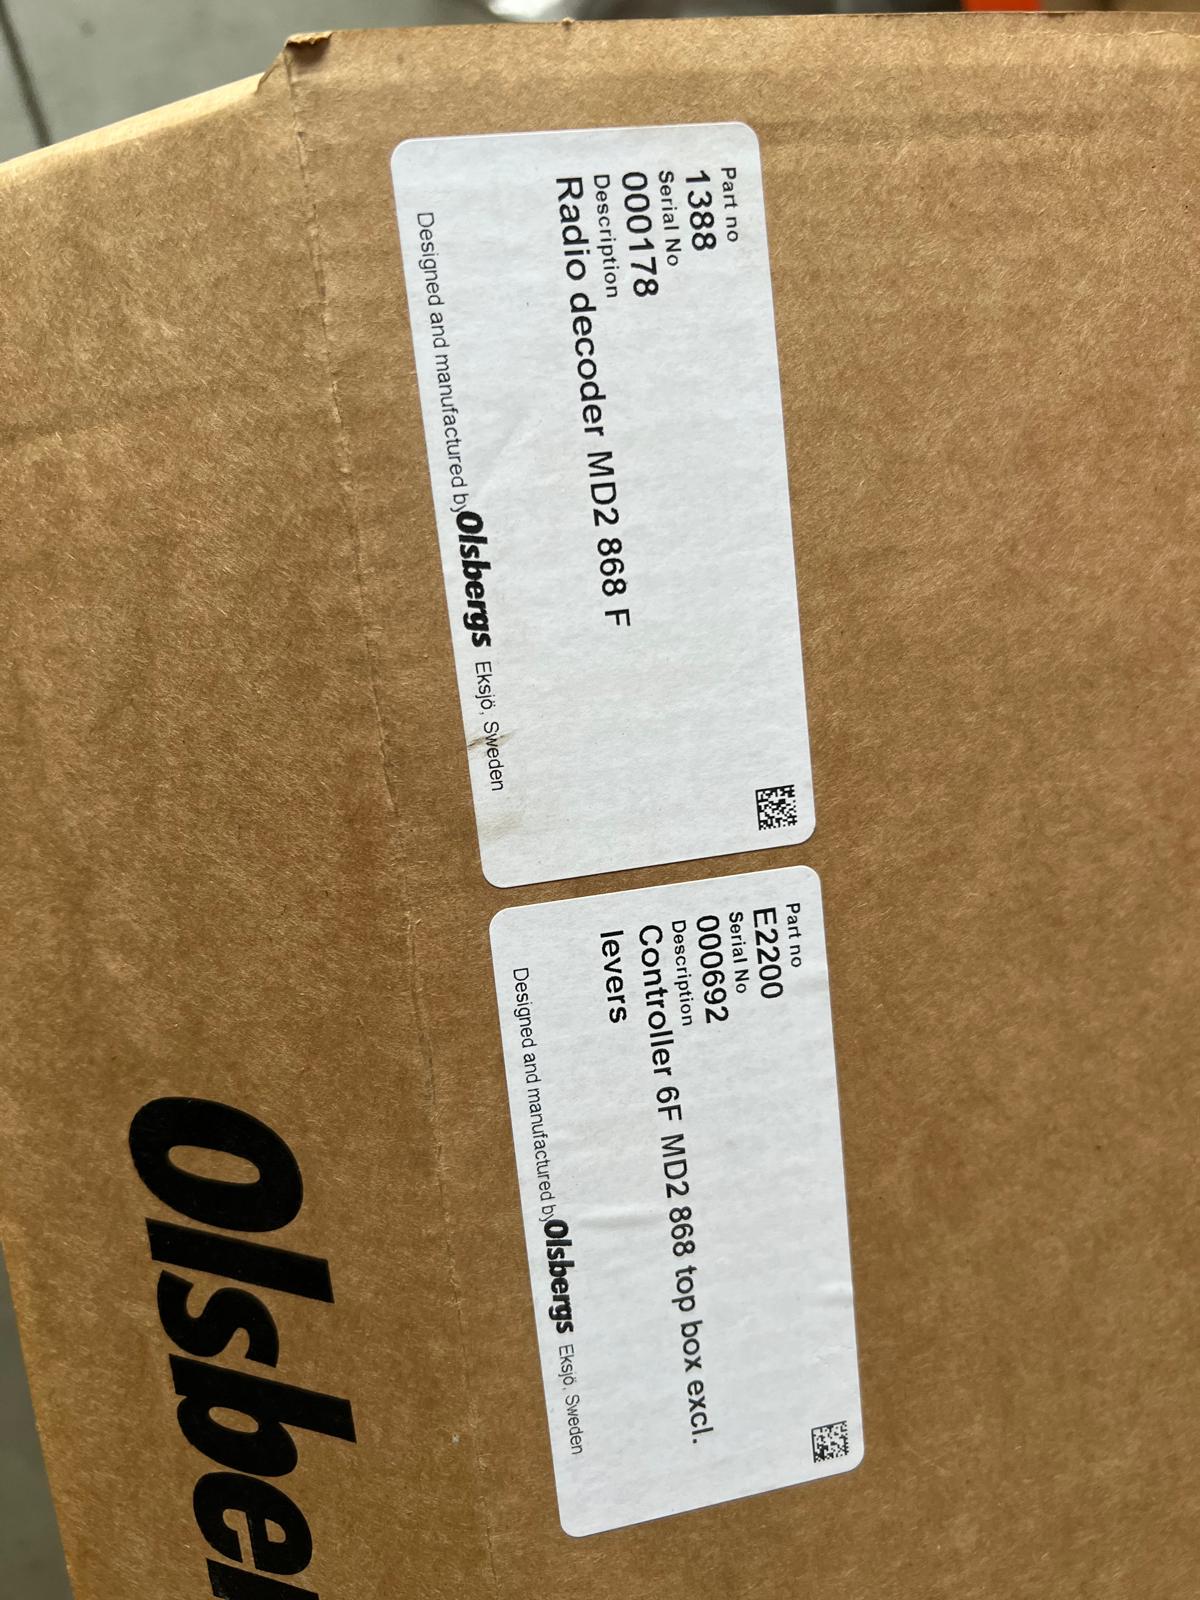 Part no
1388
Serial No
000178
Description
Radio decoder MD2 868 F
Designed and manufactured by Olsbergs Eksjö, Sweden
Part no
E2200
Serial No
000692
Description
Controller 6F MD2 868 top box excl.
levers
Designed and manufactured by Olsbergs Eksjö, Sweden